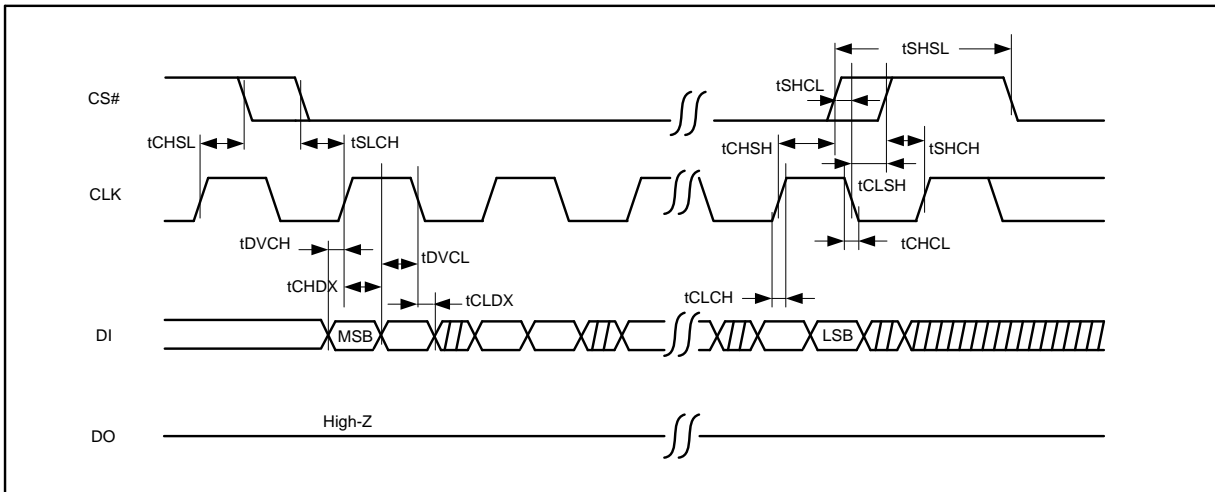 tSHSL
tSHCL
CS#
tCHSL
tSLCH
tCHSH
tSHCH
tCLSH
CLK
tDVCH
tDVCL
tCHCL
tCHDX
tCLDX
tCLCH
DI
MSB
LSB
High-Z
DO